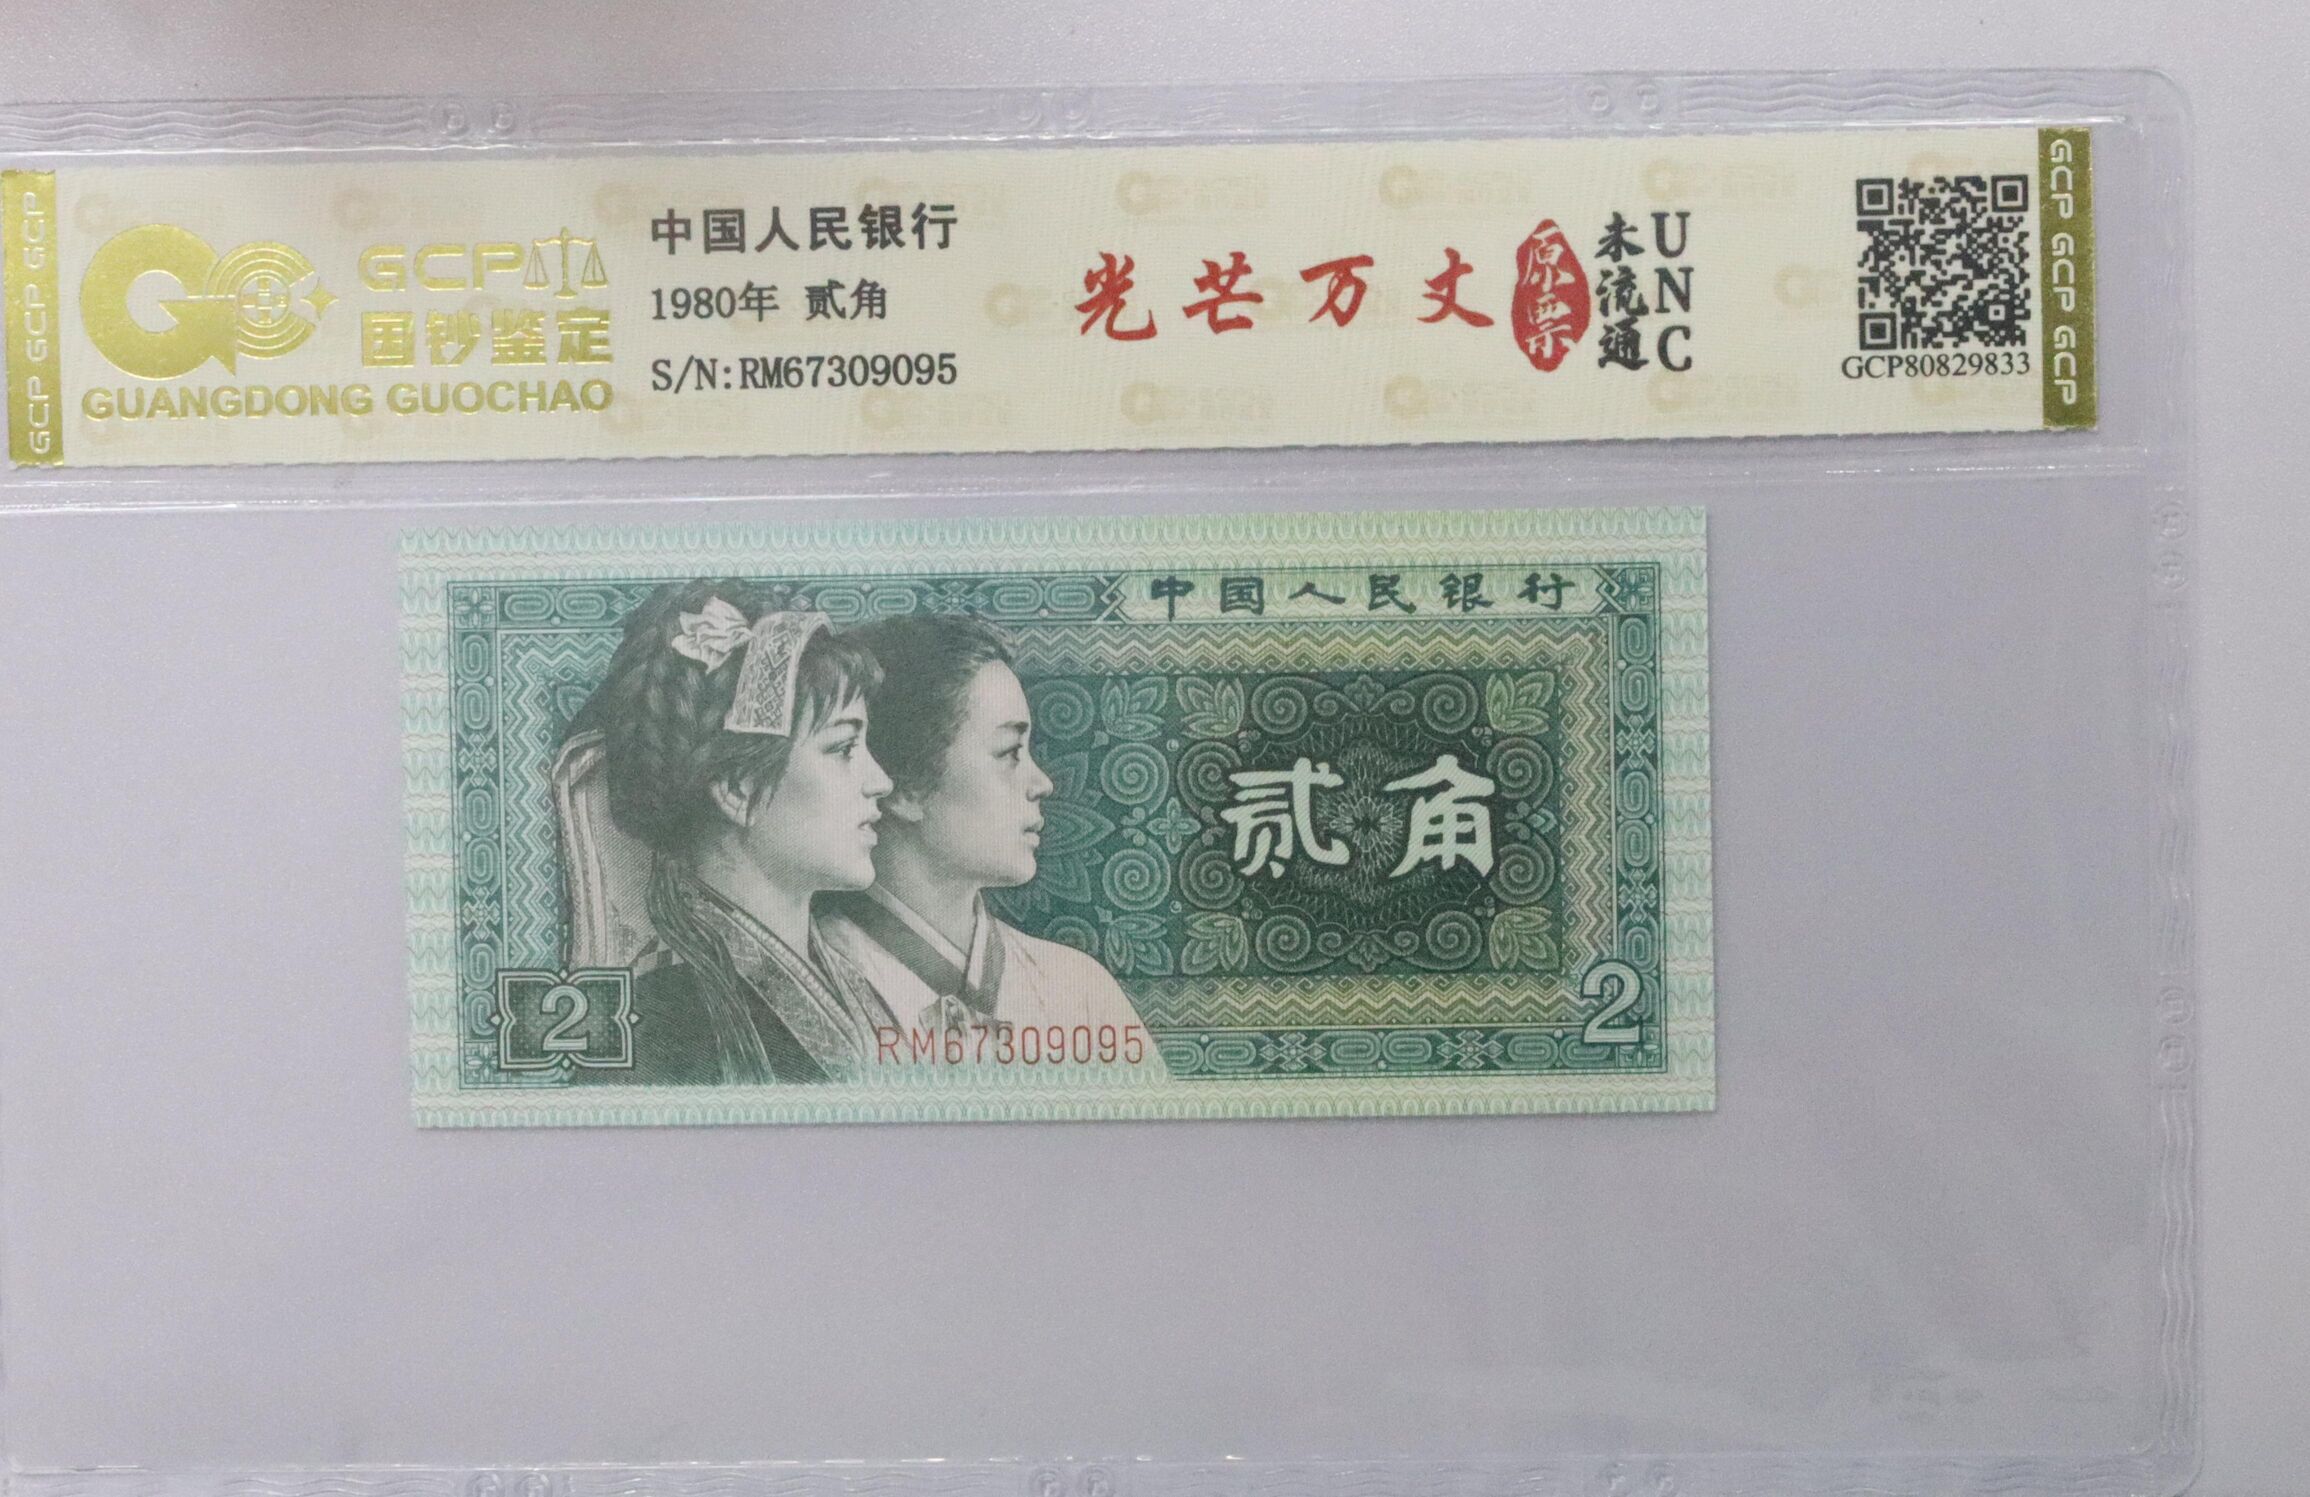 GCP GCP GCP
GCP
国钞鉴定
GUANGDONG GUOCHAO
中国人民银行
1980年 贰角
S/N:RM67309095
光芒万丈
原票
未流通
UNC
GCP80829833
GCP GCP GCP
中国人民银行
贰角
2
RM67309095
2